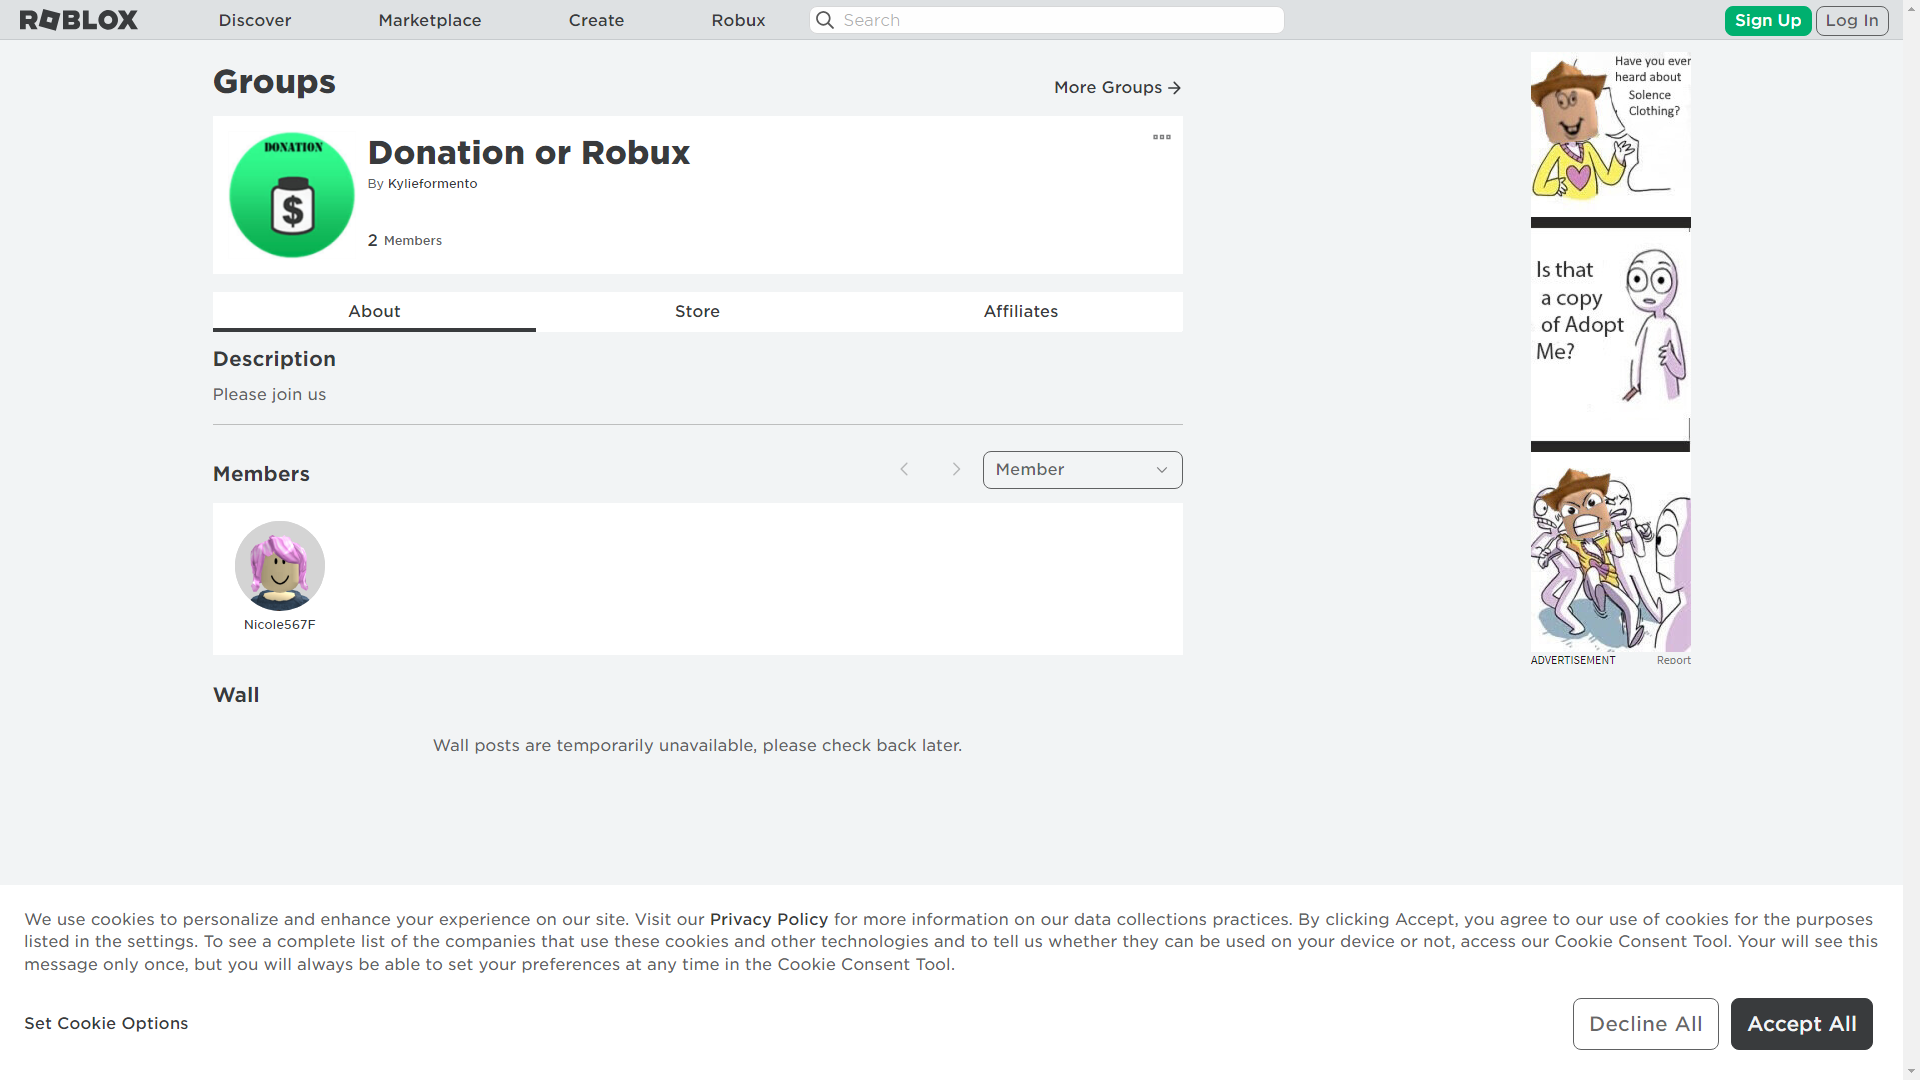 ROBLOX
Discover
Marketplace
Create
Robux
Search
Sign Up
Log In
Groups
More Groups
DONATION
$
Donation or Robux
By Kylieformento
2 Members
About
Store
Affiliates
Description
Please join us
Members
Member
Nicole567F
Wall
Wall posts are temporarily unavailable, please check back later.
Have you ever
heard about
Solence
Clothing?
Is that
a copy
of Adopt
Me?
ADVERTISEMENT
Report
We use cookies to personalize and enhance your experience on our site. Visit our Privacy Policy for more information on our data collections practices. By clicking Accept, you agree to our use of cookies for the purposes
listed in the settings. To see a complete list of the companies that use these cookies and other technologies and to tell us whether they can be used on your device or not, access our Cookie Consent Tool. Your will see this
message only once, but you will always be able to set your preferences at any time in the Cookie Consent Tool.
Set Cookie Options
Decline All
Accept All